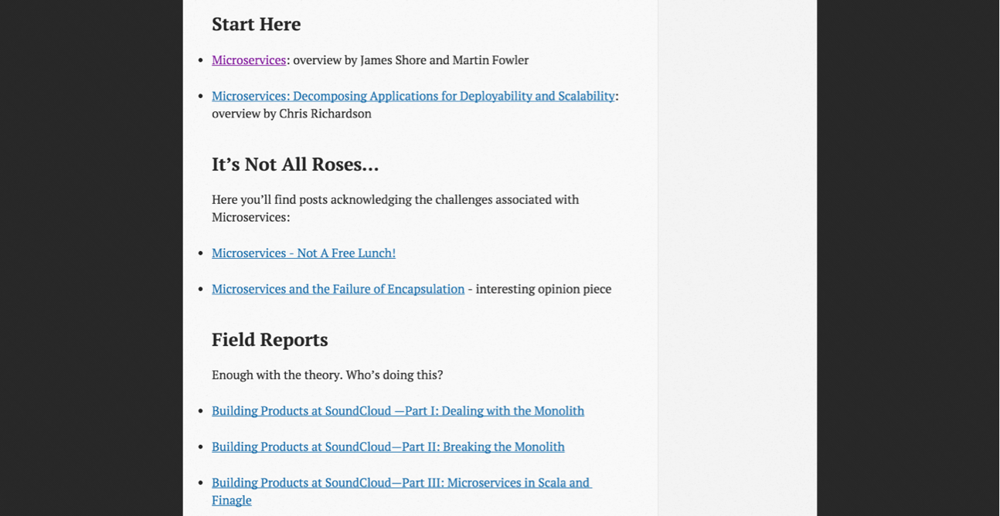 Start Here
• Microservices: overview by James Shore and Martin Fowler
• Microservices: Decomposing Applications for Deployability and Scalability:
overview by Chris Richardson
It’s Not All Roses…
Here you’ll find posts acknowledging the challenges associated with
Microservices:
• Microservices - Not A Free Lunch!
• Microservices and the Failure of Encapsulation - interesting opinion piece
Field Reports
Enough with the theory. Who’s doing this?
• Building Products at SoundCloud —Part I: Dealing with the Monolith
• Building Products at SoundCloud—Part II: Breaking the Monolith
• Building Products at SoundCloud—Part III: Microservices in Scala and
Finagle